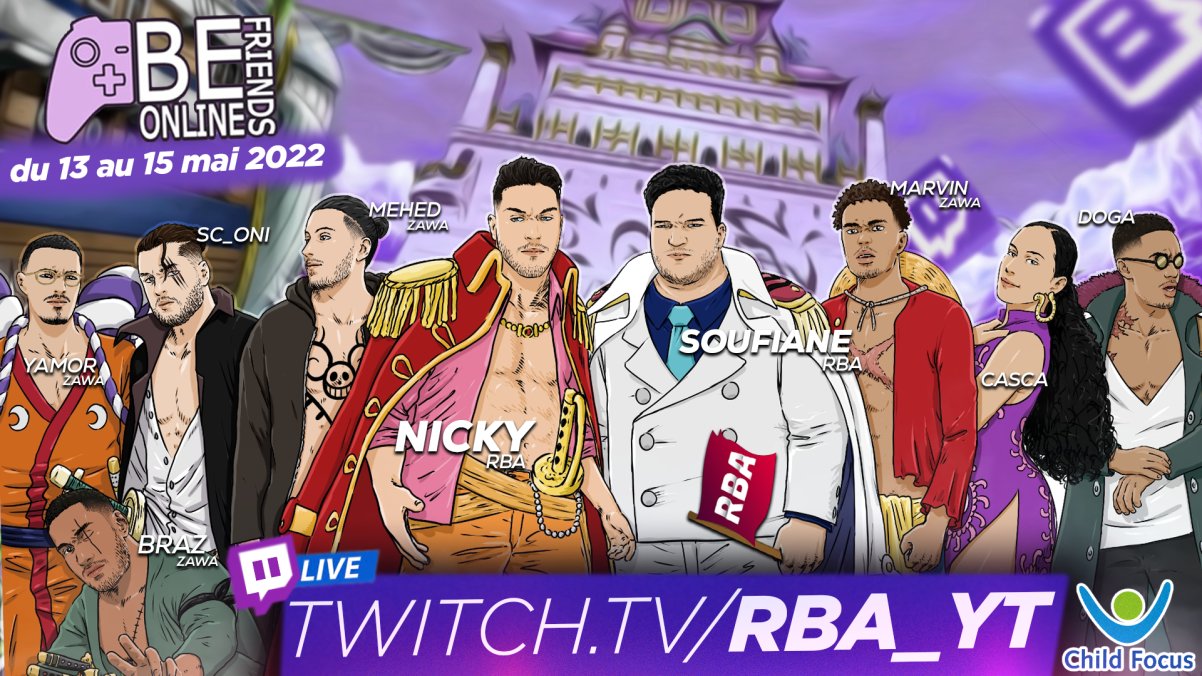 BE
FRIENDS
ONLINE
du 13 au 15 mai 2022
SC_ONI
MEHED
ZAWA
MARVIN
ZAWA
DOGA
YAMOR
ZAWA
NICKY
RBA
SOUFIANE
RBA
CASCA
RBA
BRAZ
ZAWA
LIVE
TWITCH.TV/RBA_YT
Child Focus